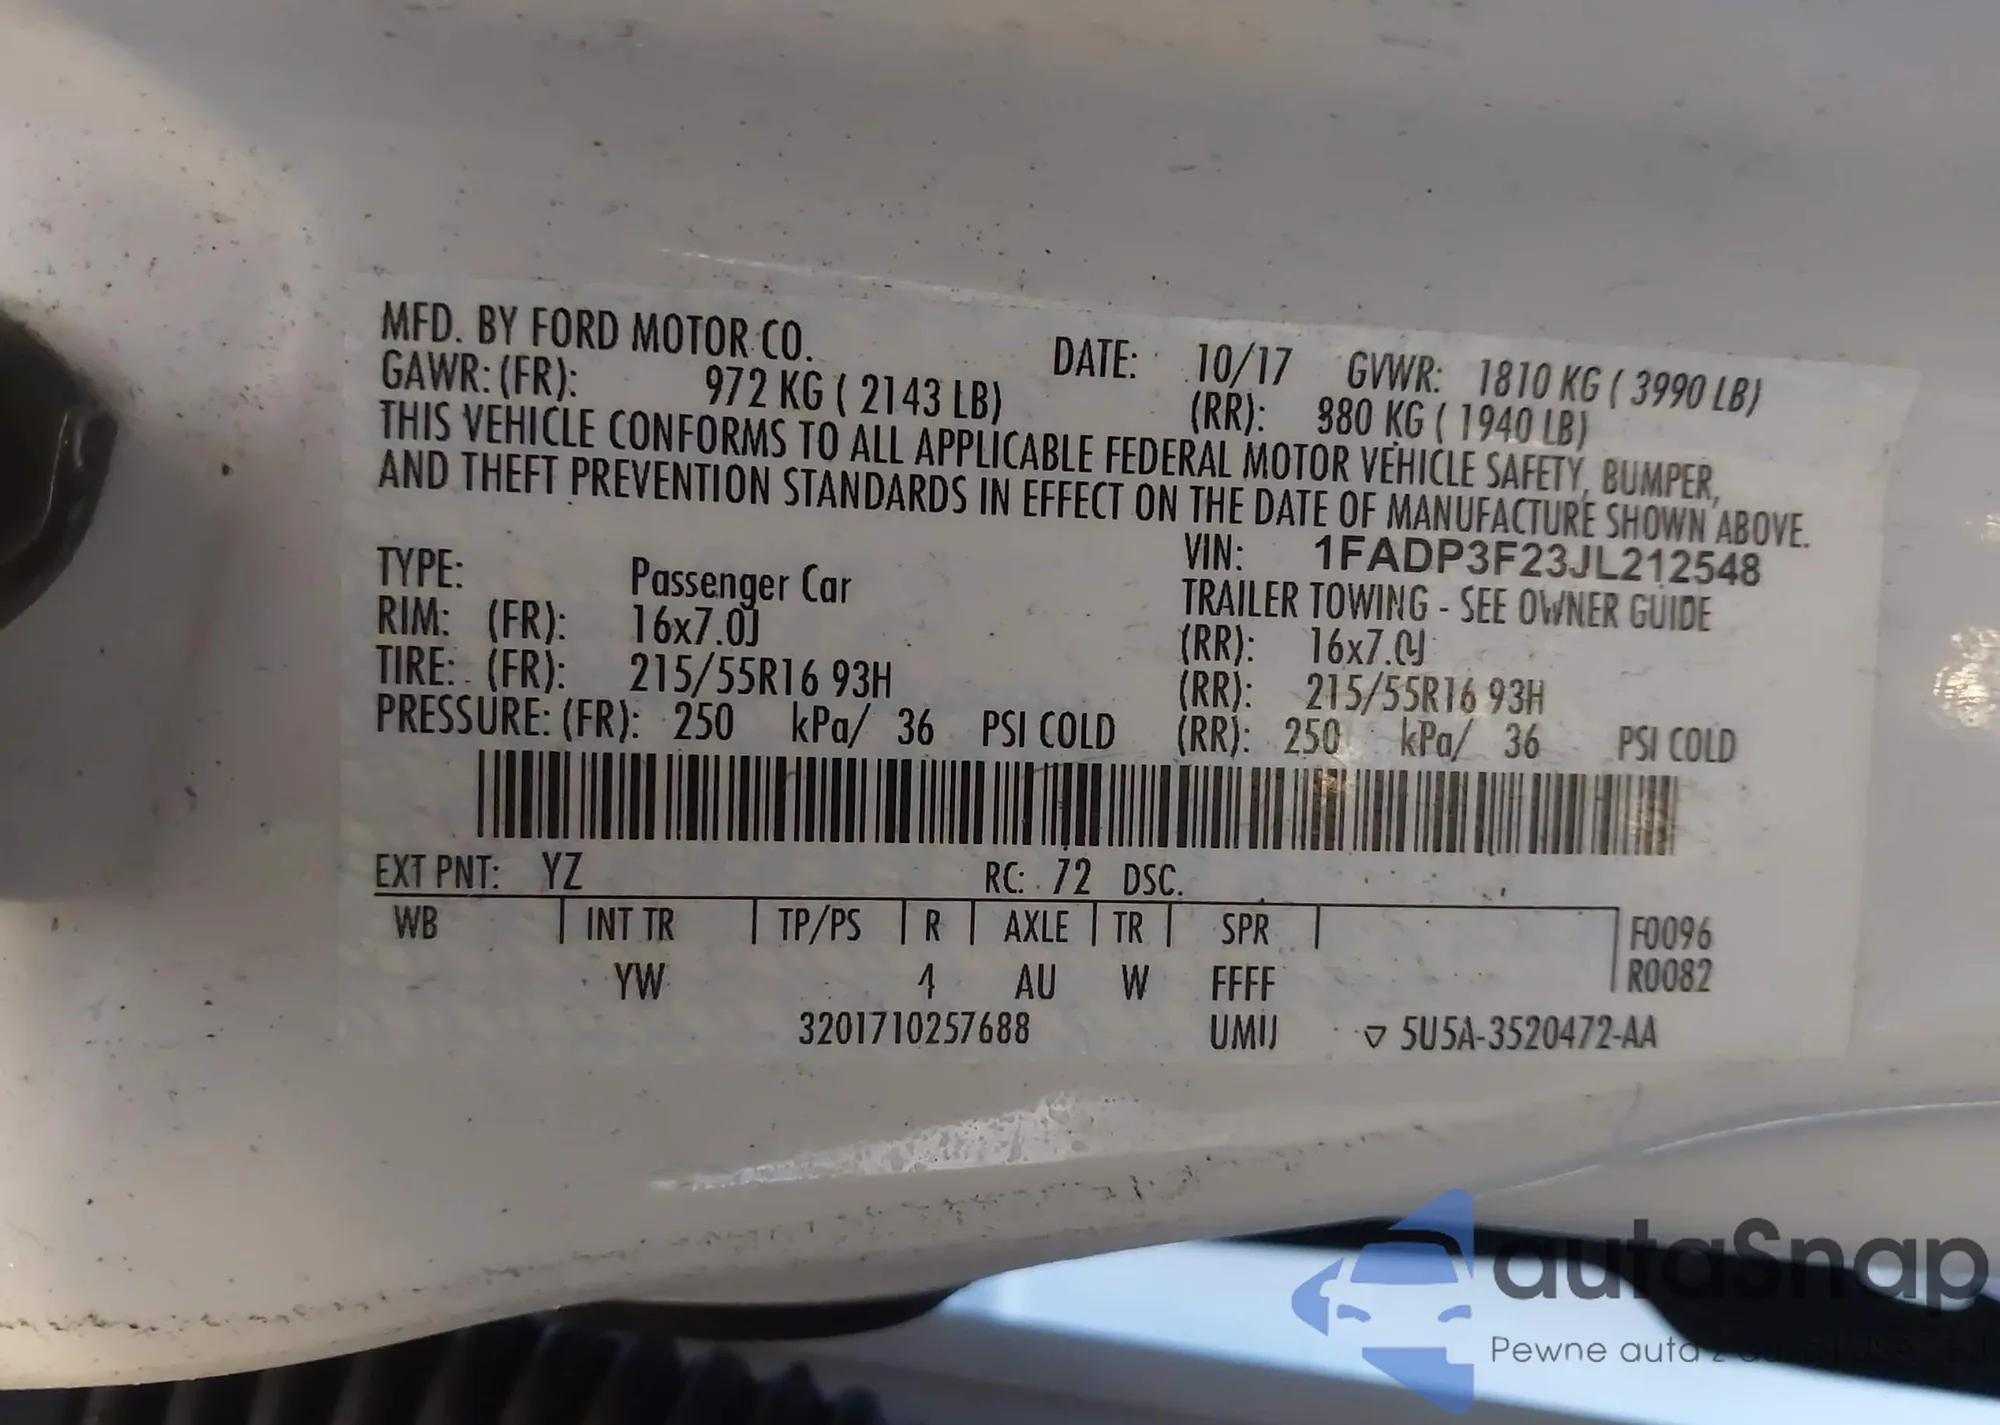 MFD. BY FORD MOTOR CO. DATE: 10/17 GVWR: 1810 KG ( 3990 LB)
GAWR: (FR): 972 KG ( 2143 LB) (RR): 880 KG ( 1940 LB)
THIS VEHICLE CONFORMS TO ALL APPLICABLE FEDERAL MOTOR VEHICLE SAFETY, BUMPER,
AND THEFT PREVENTION STANDARDS IN EFFECT ON THE DATE OF MANUFACTURE SHOWN ABOVE.
VIN: 1FADP3F23JL212548
TYPE: Passenger Car TRAILER TOWING - SEE OWNER GUIDE
RIM: (FR): 16x7.0J (RR): 16x7.0J
TIRE: (FR): 215/55R16 93H (RR): 215/55R16 93H
PRESSURE: (FR): 250 kPa/ 36 PSI COLD (RR): 250 kPa/ 36 PSI COLD
EXT PNT: YZ RC: 72 DSC.
WB INT TR TP/PS R AXLE TR SPR F0096
R0082
YW 4 AU W FFFF
3201710257688 UMIJ ▽ 5U5A-3520472-AA
autaSnap
Pewne auta z